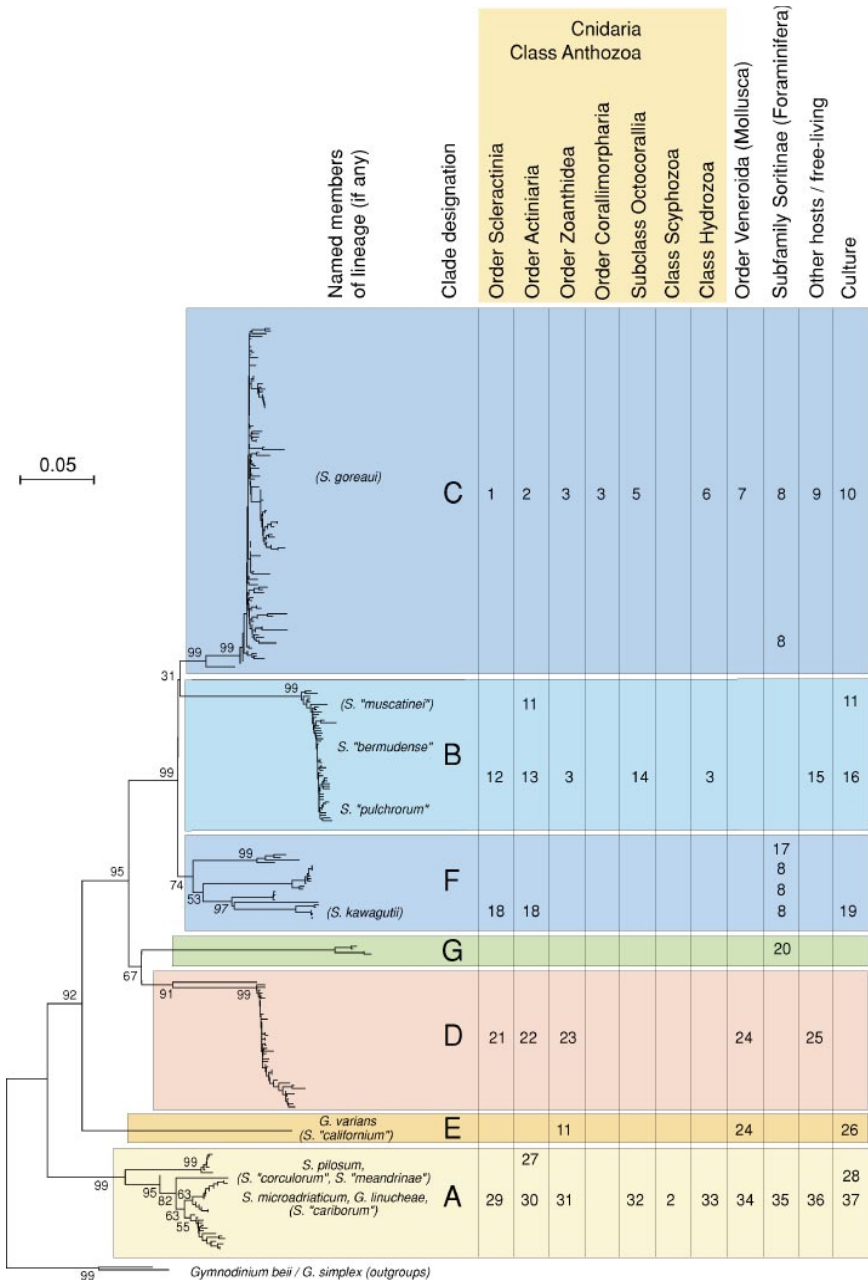 Cnidaria
Class Anthozoa
Named members
of lineage (if any)
Clade designation
Order Scleractinia
Order Actiniaria
Order Zoanthidea
Order Corallimorpharia
Subclass Octocorallia
Class Scyphozoa
Class Hydrozoa
Order Veneroida (Mollusca)
Subfamily Soritinae (Foraminifera)
Other hosts / free-living
Culture
0.05
(S. goreaui)
C 1 2 3 3 5 6 7 8 9 10
8
99 99
31
99
(S. "muscatinei") 11 11
S. "bermudense"
B
99
12 13 3 14 3 15 16
S. "pulchrorum"
95
99
17
8
74
F
53
8
97
(S. kawagutii) 18 18 8 19
G 20
67
91 99
92
D 21 22 23 24 25
G. varians
(S. "californium")
E 11 24 26
99
S. pilosum,
27
(S. "corculorum", S. "meandrinae")
28
99
95
82
63
S. microadriaticum, G. linucheae,
(S. "cariborum")
A 29 30 31 32 2 33 34 35 36 37
63
55
99
Gymnodinium beii / G. simplex (outgroups)